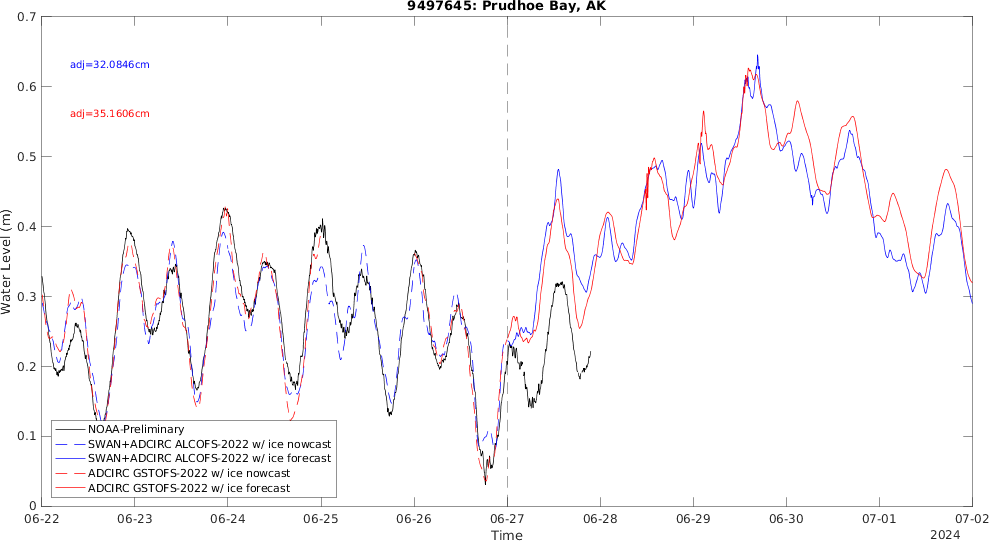 9497645: Prudhoe Bay, AK
0.7
0.6
0.5
0.4
0.3
0.2
0.1
0
Water Level (m)
adj=32.0846cm
adj=35.1606cm
NOAA-Preliminary
SWAN+ADCIRC ALCOFS-2022 w/ ice nowcast
SWAN+ADCIRC ALCOFS-2022 w/ ice forecast
ADCIRC GSTOFS-2022 w/ ice nowcast
ADCIRC GSTOFS-2022 w/ ice forecast
06-22 06-23 06-24 06-25 06-26 06-27 06-28 06-29 06-30 07-01 07-02
Time
2024